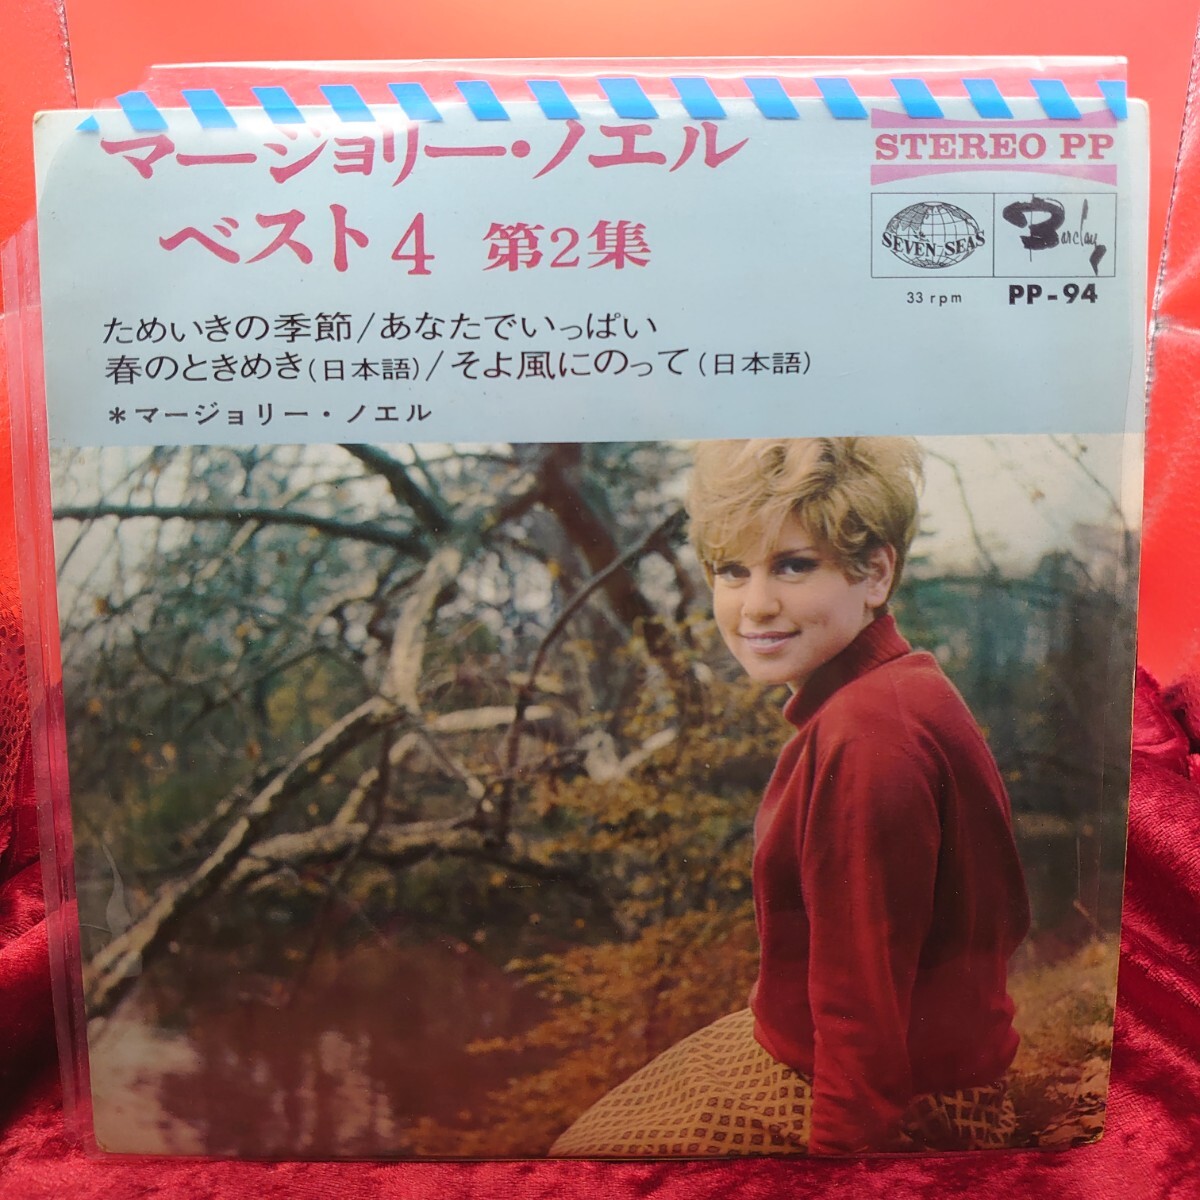 マージョリー・ノエル
ベスト4 第2集
ためいきの季節/あなたでいっぱい
春のときめき(日本語)/そよ風にのって(日本語)
*マージョリー・ノエル
STEREO PP
SEVEN SEAS
Barclay
33 rpm
PP-94